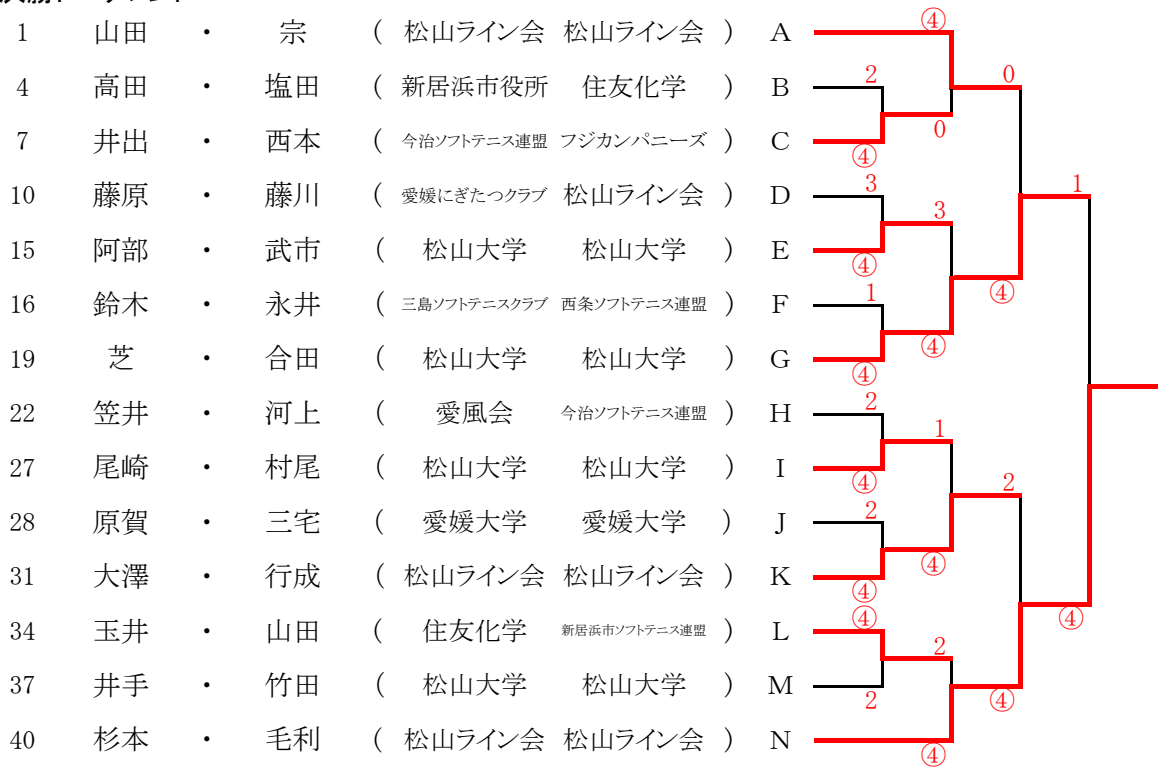 1 山田 ・ 宗 ( 松山ライン会 松山ライン会 ) A ④
4 高田 ・ 塩田 ( 新居浜市役所 住友化学 ) B 2 0
7 井出 ・ 西本 ( 今治ソフトテニス連盟 フジカンパニーズ ) C ④ 0
10 藤原 ・ 藤川 ( 愛媛にぎたつクラブ 松山ライン会 ) D 3 3 1
15 阿部 ・ 武市 ( 松山大学 松山大学 ) E ④
16 鈴木 ・ 永井 ( 三島ソフトテニスクラブ 西条ソフトテニス連盟 ) F 1 ④
19 芝 ・ 合田 ( 松山大学 松山大学 ) G ④ ④
22 笠井 ・ 河上 ( 愛風会 今治ソフトテニス連盟 ) H 2 1
27 尾崎 ・ 村尾 ( 松山大学 松山大学 ) I ④ 2
28 原賀 ・ 三宅 ( 愛媛大学 愛媛大学 ) J 2
31 大澤 ・ 行成 ( 松山ライン会 松山ライン会 ) K ④ ④
34 玉井 ・ 山田 ( 住友化学 新居浜市ソフトテニス連盟 ) L ④ 2 ④
37 井手 ・ 竹田 ( 松山大学 松山大学 ) M 2 ④
40 杉本 ・ 毛利 ( 松山ライン会 松山ライン会 ) N ④